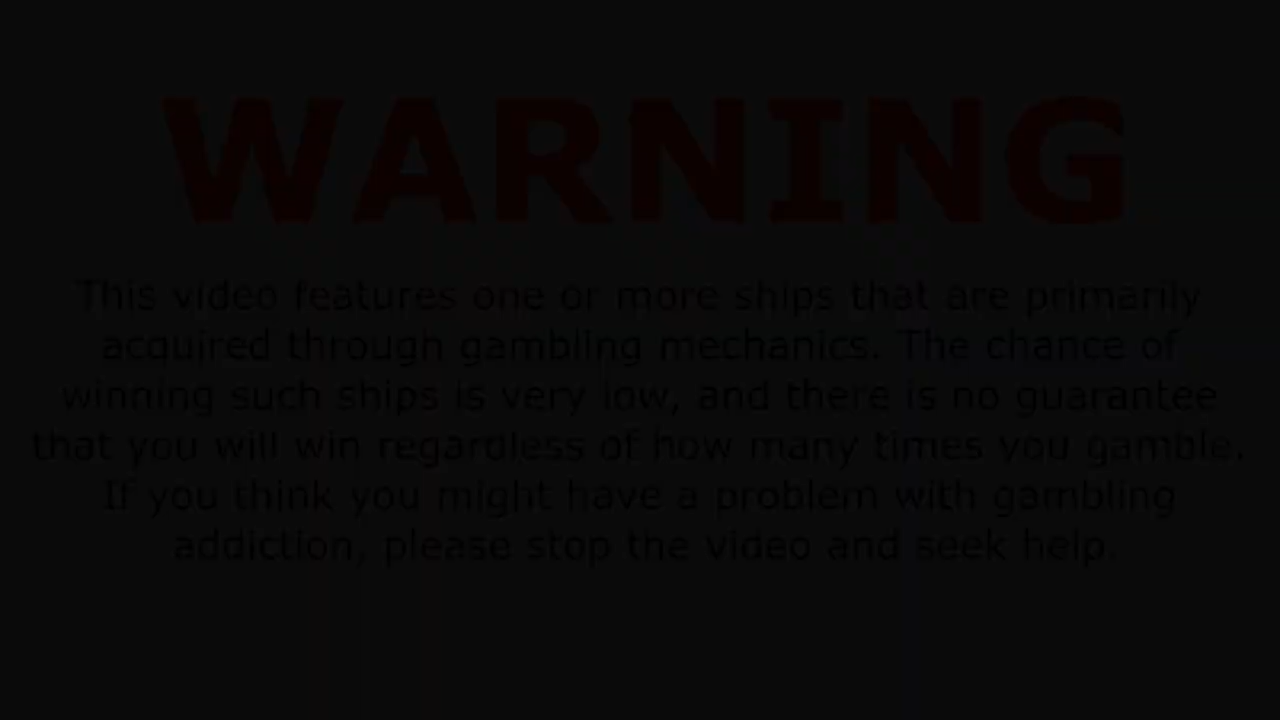 WARNING
This video features one or more ships that are primarily
acquired through gambling mechanics. The chance of
winning such ships is very low, and there is no guarantee
that you will win regardless of how many times you gamble.
If you think you might have a problem with gambling
addiction, please stop the video and seek help.